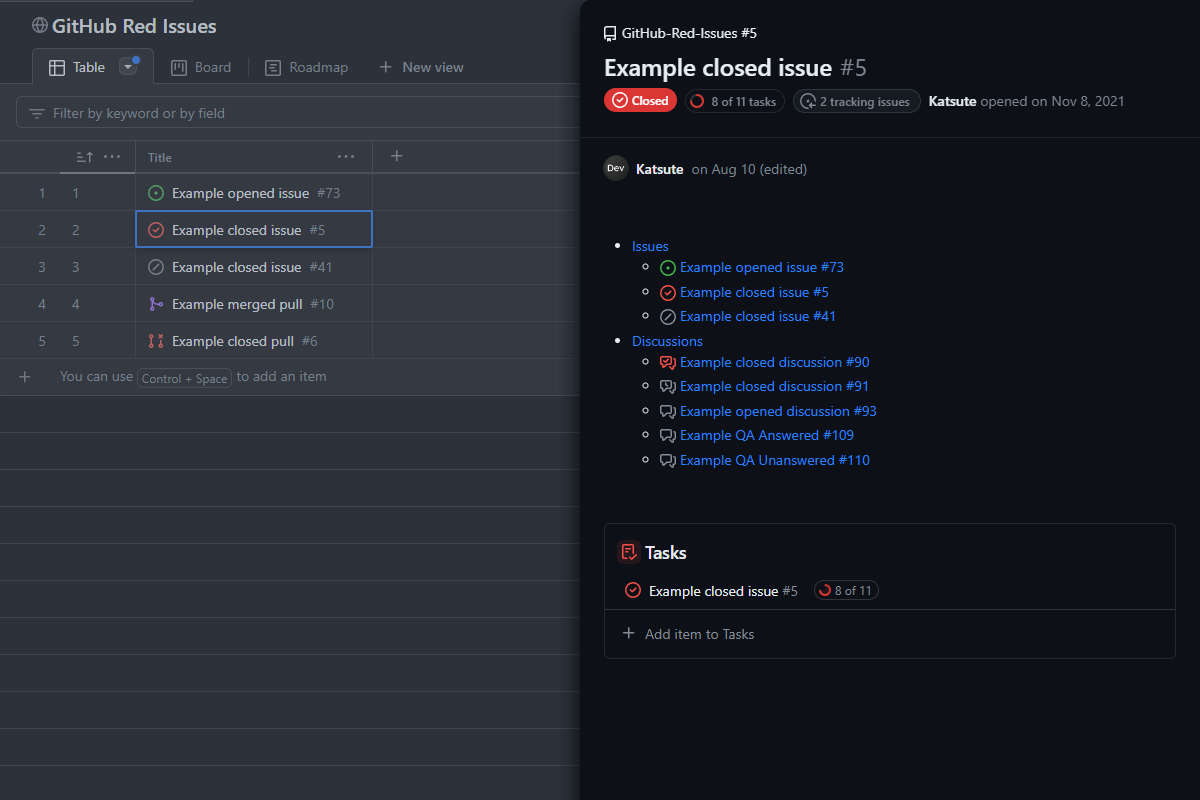 GitHub Red Issues
Table
Board
Roadmap
New view
Filter by keyword or by field
Title
1 1 Example opened issue #73
2 2 Example closed issue #5
3 3 Example closed issue #41
4 4 Example merged pull #10
5 5 Example closed pull #6
You can use Control + Space to add an item
GitHub-Red-Issues #5
Example closed issue #5
Closed 8 of 11 tasks 2 tracking issues Katsute opened on Nov 8, 2021
Dev Katsute on Aug 10 (edited)
Issues
Example opened issue #73
Example closed issue #5
Example closed issue #41
Discussions
Example closed discussion #90
Example closed discussion #91
Example opened discussion #93
Example QA Answered #109
Example QA Unanswered #110
Tasks
Example closed issue #5 8 of 11
Add item to Tasks